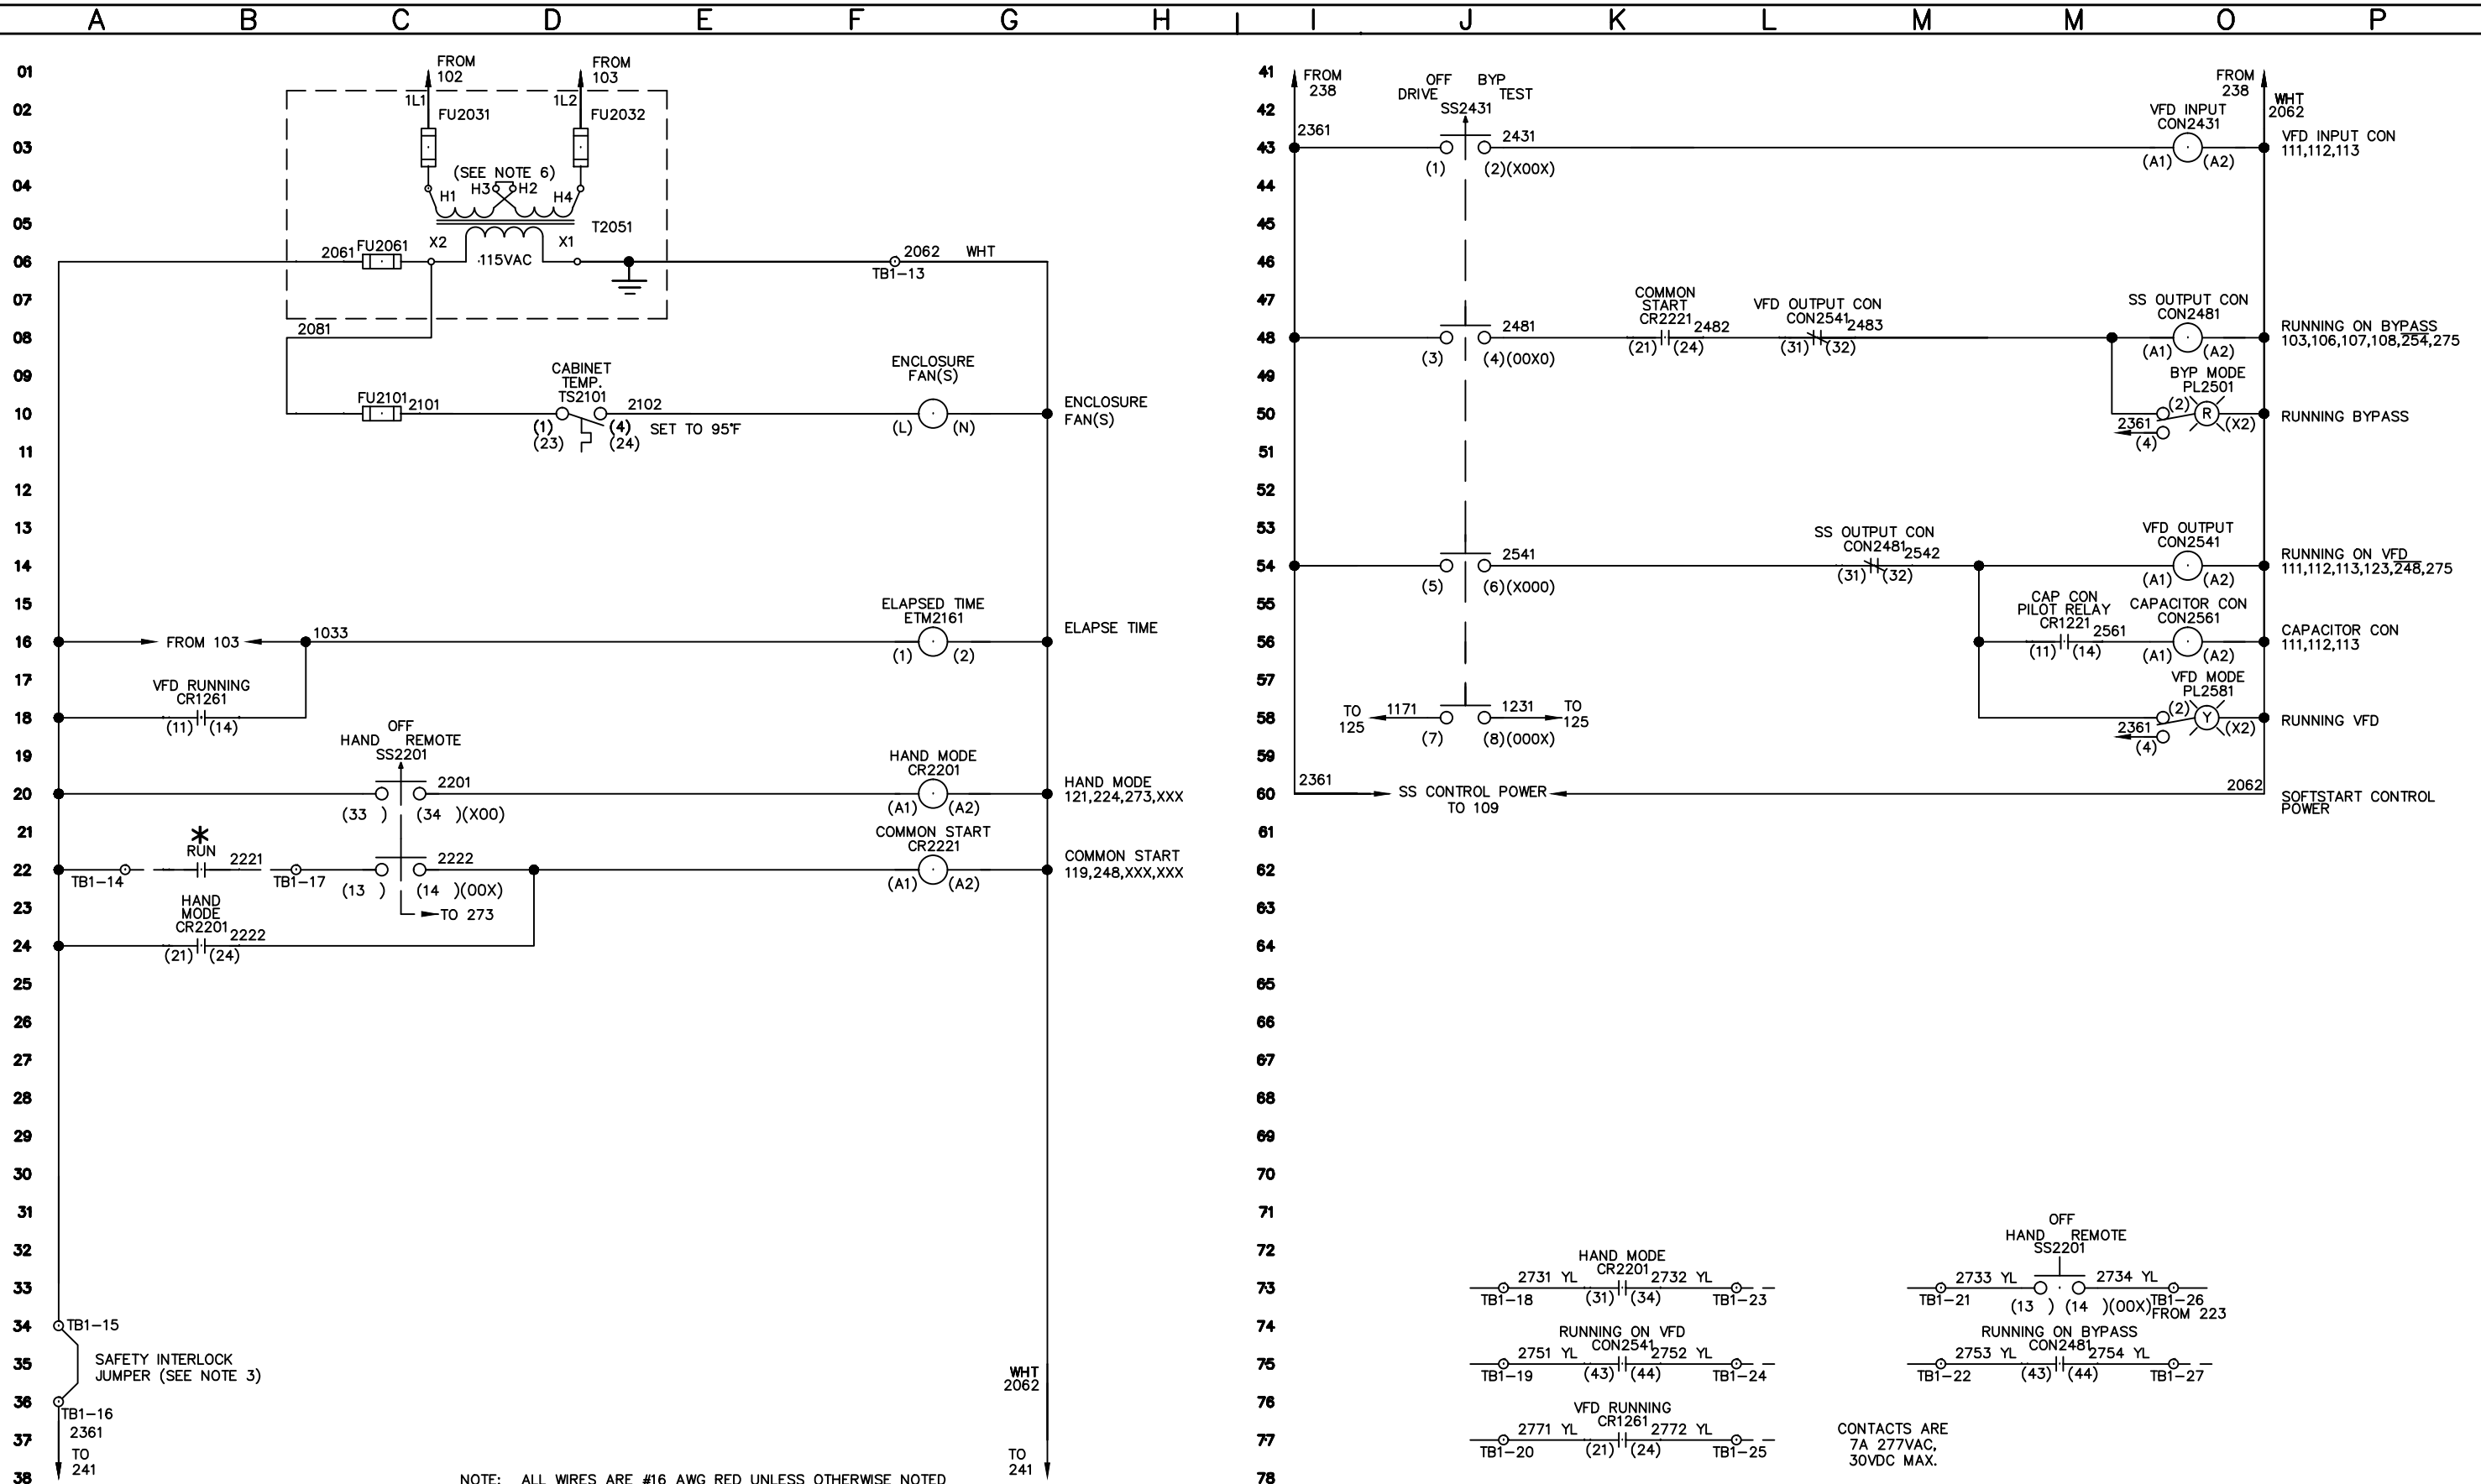 A B C D E F G H I J K L M M O P
01
02
03
04
05
06
07
08
09
10
11
12
13
14
15
16
17
18
19
20
21
22
23
24
25
26
27
28
29
30
31
32
33
34
35
36
37
38
FROM
102
FROM
103
1L1
1L2
FU2031
FU2032
(SEE NOTE 6)
H1 H3 H2 H4
T2051
2061 FU2061 X2 X1
115VAC
2062 WHT
TB1-13
2081
CABINET
TEMP.
TS2101
ENCLOSURE
FAN(S)
FU2101 2101 2102
(1) (4) SET TO 95°F
(23) (24)
(L) (N)
ENCLOSURE
FAN(S)
ELAPSED TIME
ETM2161
FROM 103 1033
(1) (2)
ELAPSE TIME
VFD RUNNING
CR1261
(11) (14)
OFF
HAND REMOTE
SS2201
2201
(33 ) (34 )(X00)
HAND MODE
CR2201
(A1) (A2)
HAND MODE
121,224,273,XXX
*
RUN
2221
TB1-14 TB1-17
2222
(13 ) (14 )(00X)
TO 273
COMMON START
CR2221
(A1) (A2)
COMMON START
119,248,XXX,XXX
HAND
MODE
CR2201
2222
(21) (24)
TB1-15
SAFETY INTERLOCK
JUMPER (SEE NOTE 3)
TB1-16
2361
TO
241
WHT
2062
TO
241
NOTE: ALL WIRES ARE #16 AWG RED UNLESS OTHERWISE NOTED
41
42
43
44
45
46
47
48
49
50
51
52
53
54
55
56
57
58
59
60
61
62
63
64
65
66
67
68
69
70
71
72
73
74
75
76
77
78
FROM
238
OFF BYP
DRIVE TEST
SS2431
2361
2431
(1) (2)(X00X)
FROM
238
WHT
2062
VFD INPUT
CON2431
(A1) (A2)
VFD INPUT CON
111,112,113
2481
(3) (4)(00X0)
COMMON
START
CR2221
2482
(21) (24)
VFD OUTPUT CON
CON2541
2483
(31) (32)
SS OUTPUT CON
CON2481
(A1) (A2)
RUNNING ON BYPASS
103,106,107,108,254,275
BYP MODE
PL2501
(2) R (X2)
2361
(4)
RUNNING BYPASS
2541
(5) (6)(X000)
SS OUTPUT CON
CON2481
2542
(31) (32)
VFD OUTPUT
CON2541
(A1) (A2)
RUNNING ON VFD
111,112,113,123,248,275
CAP CON
PILOT RELAY
CR1221
2561
(11) (14)
CAPACITOR CON
CON2561
(A1) (A2)
CAPACITOR CON
111,112,113
VFD MODE
PL2581
(2) Y (X2)
2361
(4)
RUNNING VFD
TO
125
1171 1231
TO
125
(7) (8)(000X)
2361
SS CONTROL POWER
TO 109
2062
SOFTSTART CONTROL
POWER
HAND MODE
CR2201
2731 YL 2732 YL
TB1-18 (31) (34) TB1-23
OFF
HAND REMOTE
SS2201
2733 YL 2734 YL
TB1-21 (13 ) (14 )(00X) TB1-26
FROM 223
RUNNING ON VFD
CON2541
2751 YL 2752 YL
TB1-19 (43) (44) TB1-24
RUNNING ON BYPASS
CON2481
2753 YL 2754 YL
TB1-22 (43) (44) TB1-27
VFD RUNNING
CR1261
2771 YL 2772 YL
TB1-20 (21) (24) TB1-25
CONTACTS ARE
7A 277VAC,
30VDC MAX.